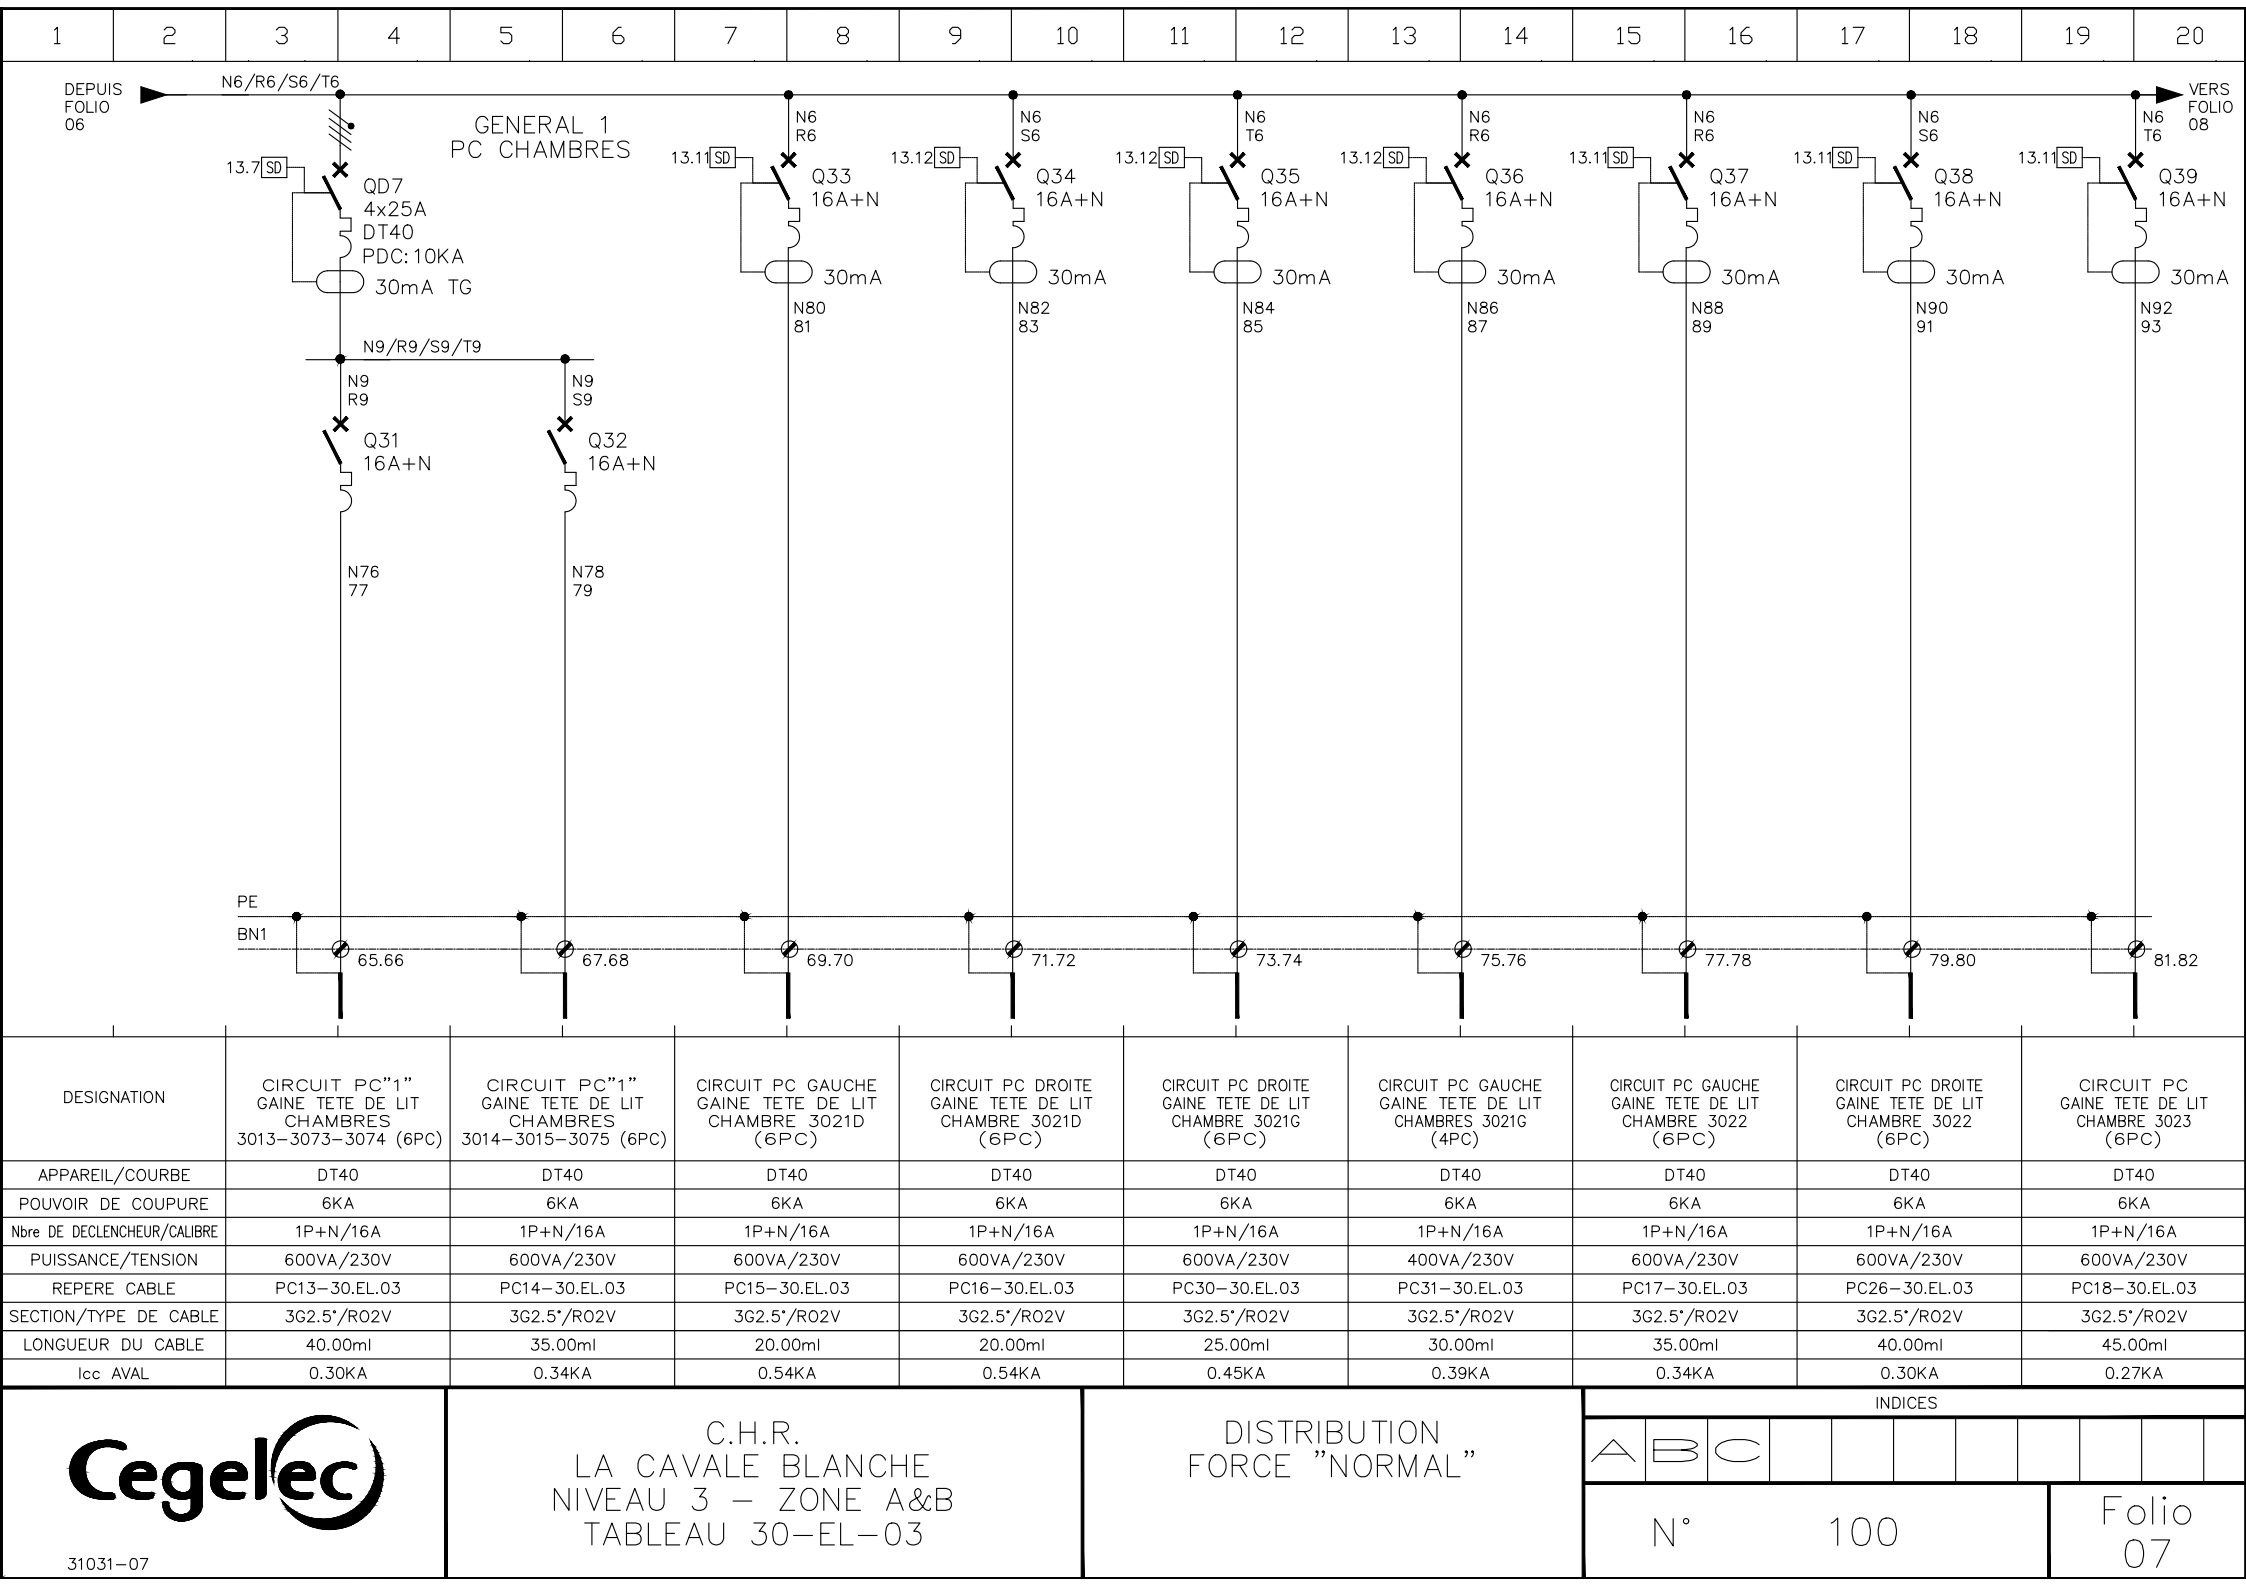 1 2 3 4 5 6 7 8 9 10 11 12 13 14 15 16 17 18 19 20
DEPUIS
FOLIO
06
N6/R6/S6/T6
VERS
FOLIO
08
GENERAL 1
PC CHAMBRES
13.7 SD
QD7
4x25A
DT40
PDC:10KA
30mA TG
N9/R9/S9/T9
N9
R9
Q31
16A+N
N76
77
N9
S9
Q32
16A+N
N78
79
N6
R6
13.11 SD
Q33
16A+N
30mA
N80
81
N6
S6
13.12 SD
Q34
16A+N
30mA
N82
83
N6
T6
13.12 SD
Q35
16A+N
30mA
N84
85
N6
R6
13.12 SD
Q36
16A+N
30mA
N86
87
N6
R6
13.11 SD
Q37
16A+N
30mA
N88
89
N6
S6
13.11 SD
Q38
16A+N
30mA
N90
91
N6
T6
13.11 SD
Q39
16A+N
30mA
N92
93
PE
BN1
65.66 67.68 69.70 71.72 73.74 75.76 77.78 79.80 81.82
DESIGNATION
CIRCUIT PC"1"
GAINE TETE DE LIT
CHAMBRES
3013-3073-3074 (6PC)
CIRCUIT PC"1"
GAINE TETE DE LIT
CHAMBRES
3014-3015-3075 (6PC)
CIRCUIT PC GAUCHE
GAINE TETE DE LIT
CHAMBRE 3021D
(6PC)
CIRCUIT PC DROITE
GAINE TETE DE LIT
CHAMBRE 3021D
(6PC)
CIRCUIT PC DROITE
GAINE TETE DE LIT
CHAMBRE 3021G
(6PC)
CIRCUIT PC GAUCHE
GAINE TETE DE LIT
CHAMBRES 3021G
(4PC)
CIRCUIT PC GAUCHE
GAINE TETE DE LIT
CHAMBRE 3022
(6PC)
CIRCUIT PC DROITE
GAINE TETE DE LIT
CHAMBRE 3022
(6PC)
CIRCUIT PC
GAINE TETE DE LIT
CHAMBRE 3023
(6PC)
APPAREIL/COURBE DT40 DT40 DT40 DT40 DT40 DT40 DT40 DT40 DT40
POUVOIR DE COUPURE 6KA 6KA 6KA 6KA 6KA 6KA 6KA 6KA 6KA
Nbre DE DECLENCHEUR/CALIBRE 1P+N/16A 1P+N/16A 1P+N/16A 1P+N/16A 1P+N/16A 1P+N/16A 1P+N/16A 1P+N/16A 1P+N/16A
PUISSANCE/TENSION 600VA/230V 600VA/230V 600VA/230V 600VA/230V 600VA/230V 400VA/230V 600VA/230V 600VA/230V 600VA/230V
REPERE CABLE PC13-30.EL.03 PC14-30.EL.03 PC15-30.EL.03 PC16-30.EL.03 PC30-30.EL.03 PC31-30.EL.03 PC17-30.EL.03 PC26-30.EL.03 PC18-30.EL.03
SECTION/TYPE DE CABLE 3G2.5°/RO2V 3G2.5°/RO2V 3G2.5°/RO2V 3G2.5°/RO2V 3G2.5°/RO2V 3G2.5°/RO2V 3G2.5°/RO2V 3G2.5°/RO2V 3G2.5°/RO2V
LONGUEUR DU CABLE 40.00ml 35.00ml 20.00ml 20.00ml 25.00ml 30.00ml 35.00ml 40.00ml 45.00ml
Icc AVAL 0.30KA 0.34KA 0.54KA 0.54KA 0.45KA 0.39KA 0.34KA 0.30KA 0.27KA
Cegelec
31031-07
C.H.R.
LA CAVALE BLANCHE
NIVEAU 3 - ZONE A&B
TABLEAU 30-EL-03
DISTRIBUTION
FORCE "NORMAL"
INDICES
A B C
N° 100
Folio
07